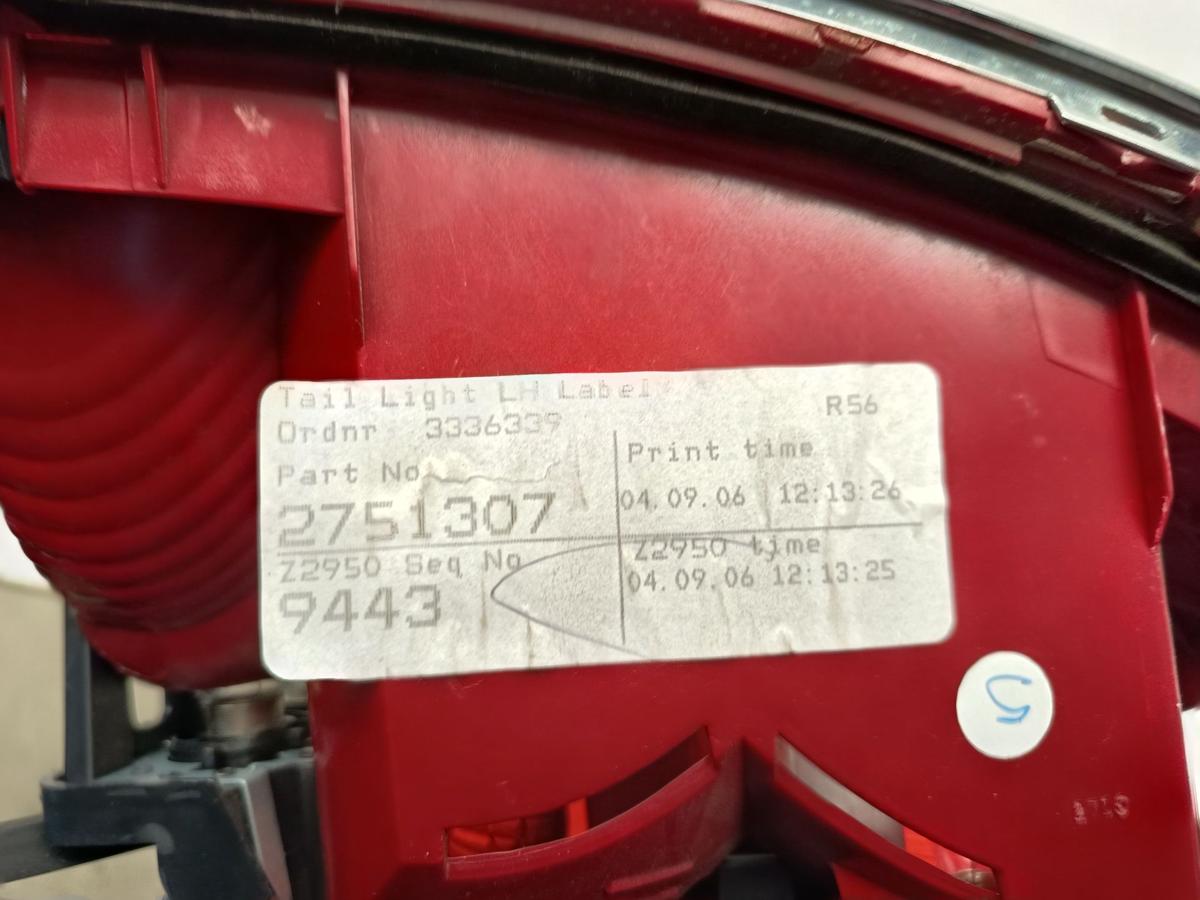 Tail Light LH Label
R56
Ordnr 3336339
Part No
2751307
Print time
04.09.06 12:13:26
Z2950 Seq No
9443
Z2950 time
04.09.06 12:13:25
5